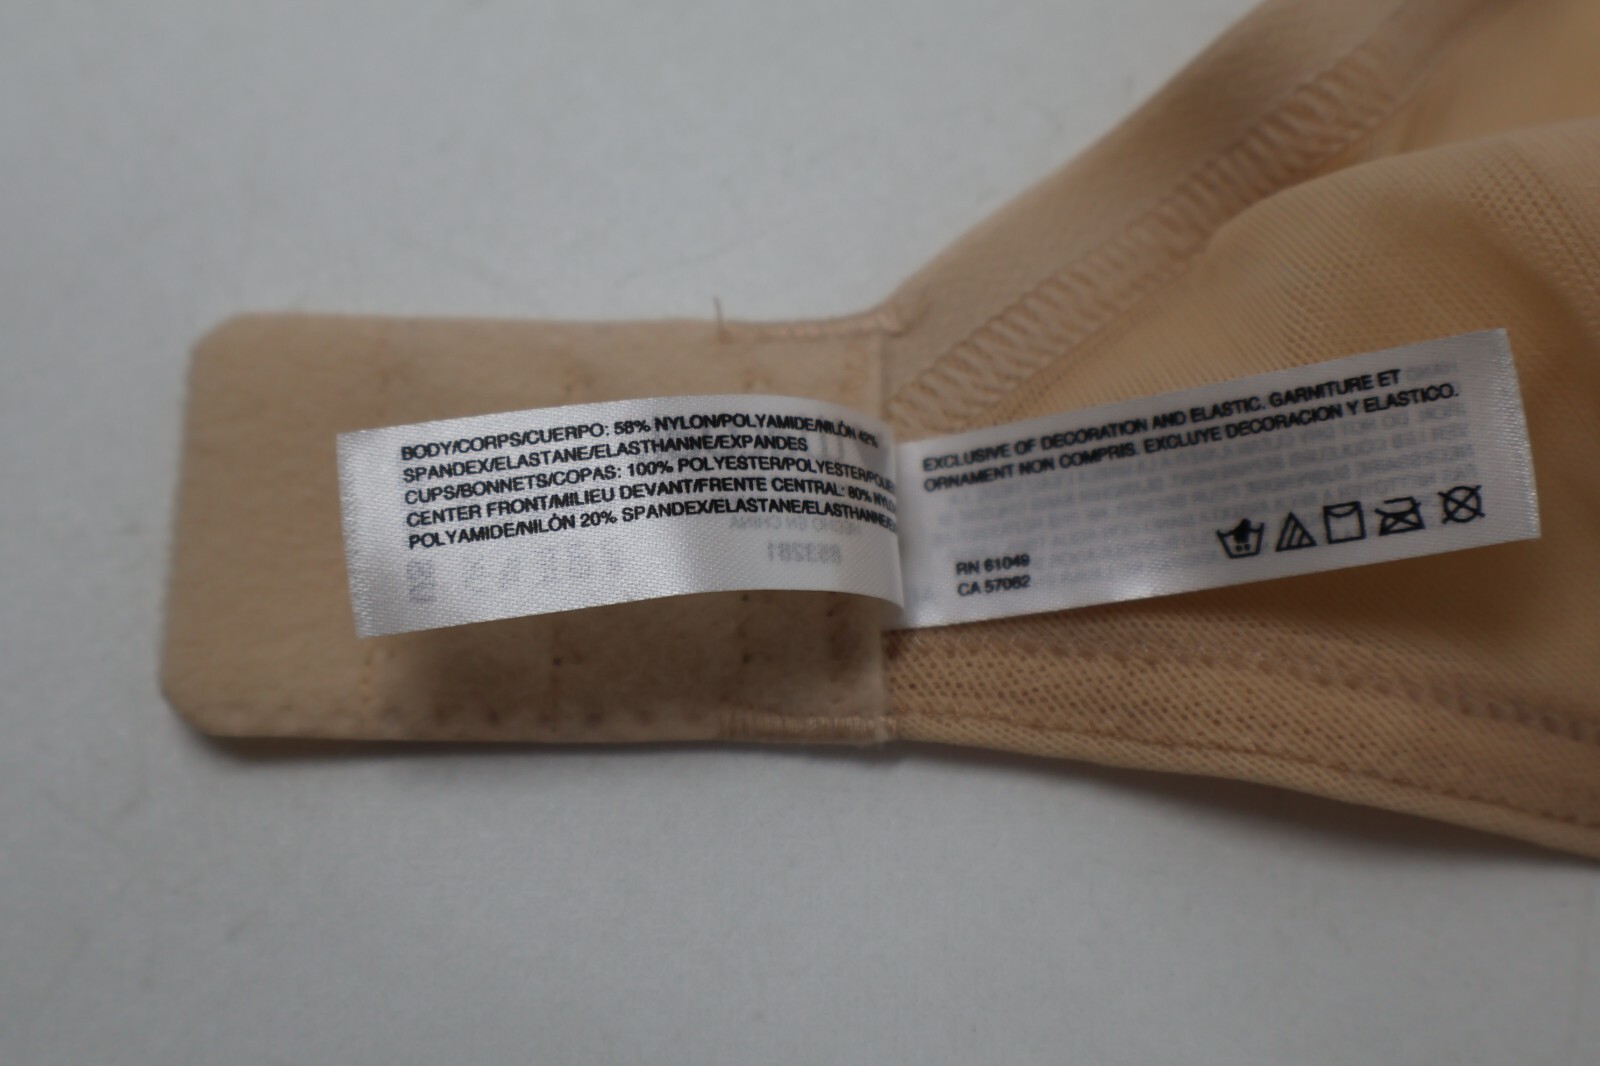 BODY/CORPS/CUERPO: 58% NYLON/POLYAMIDE/NILÒN 42%
SPANDEX/ELASTANE/ELASTHANNE/EXPANDES
CUPS/BONNETS/COPAS: 100% POLYESTER/POLYESTER/
CENTER FRONT/MILIEU DEVANT/FRENTE CENTRAL: 80%
POLYAMIDE/NILÒN 20% SPANDEX/ELASTANE/ELASTHANNE/
EXCLUSIVE OF DECORATION AND ELASTIC. GARNITURE ET
ORNAMENT NON COMPRIS. EXCLUYE DECORACION Y ELASTICO.
RN 61049
CA 57062